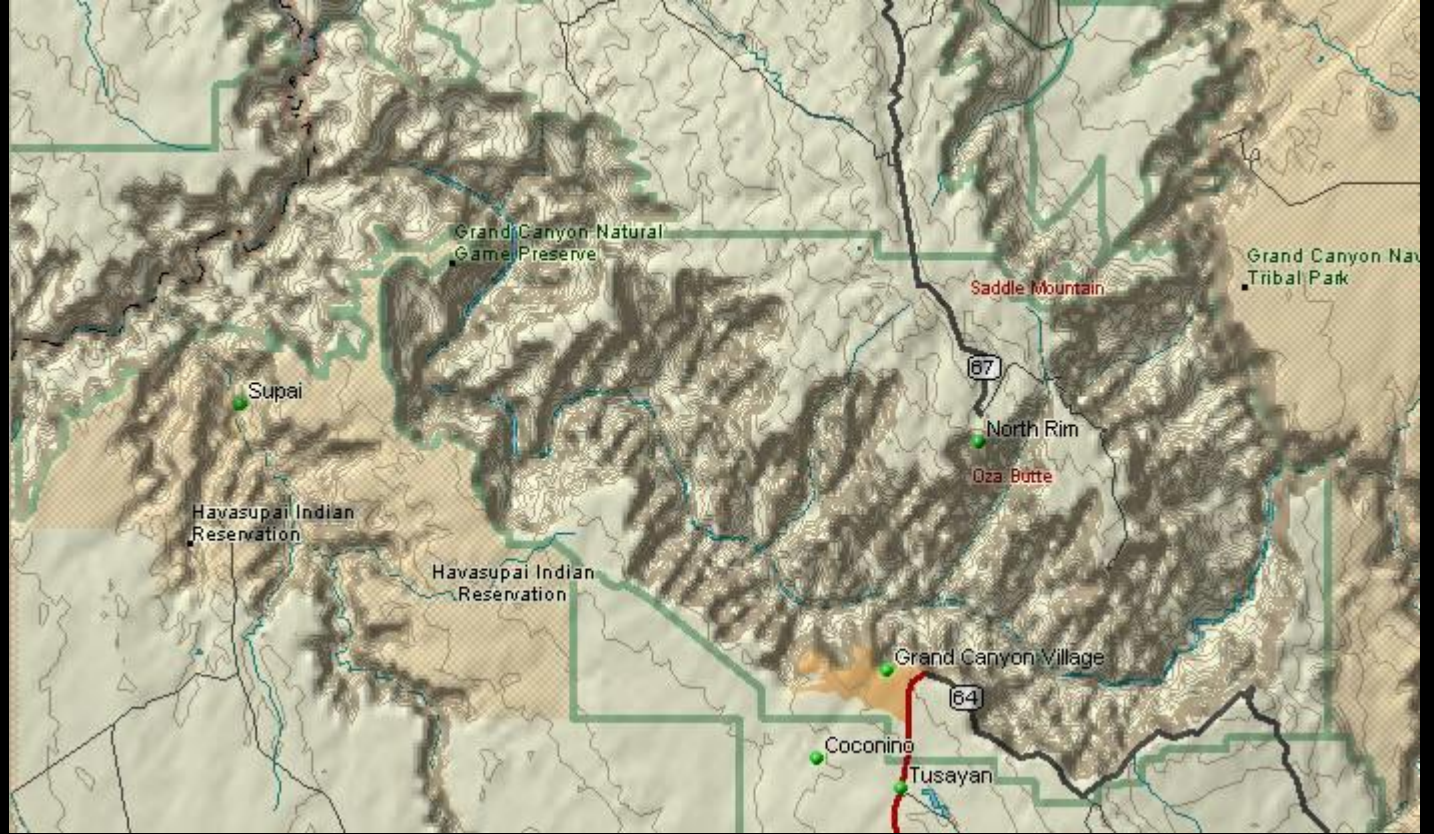 Grand Canyon Natural
Game Preserve
Grand Canyon Nav
Tribal Park
Saddle Mountain
67
Supai
North Rim
Oza Butte
Havasupai Indian
Reservation
Havasupai Indian
Reservation
Grand Canyon Village
64
Coconino
Tusayan